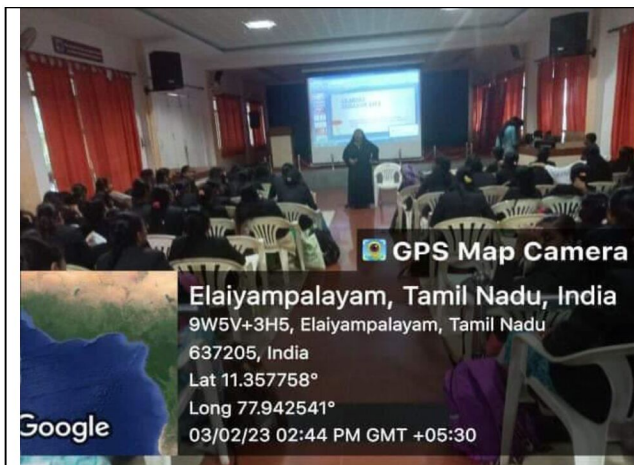 GPS Map Camera
Elaiyampalayam, Tamil Nadu, India
9W5V+3H5, Elaiyampalayam, Tamil Nadu
637205, India
Lat 11.357758°
Long 77.942541°
03/02/23 02:44 PM GMT +05:30
Google